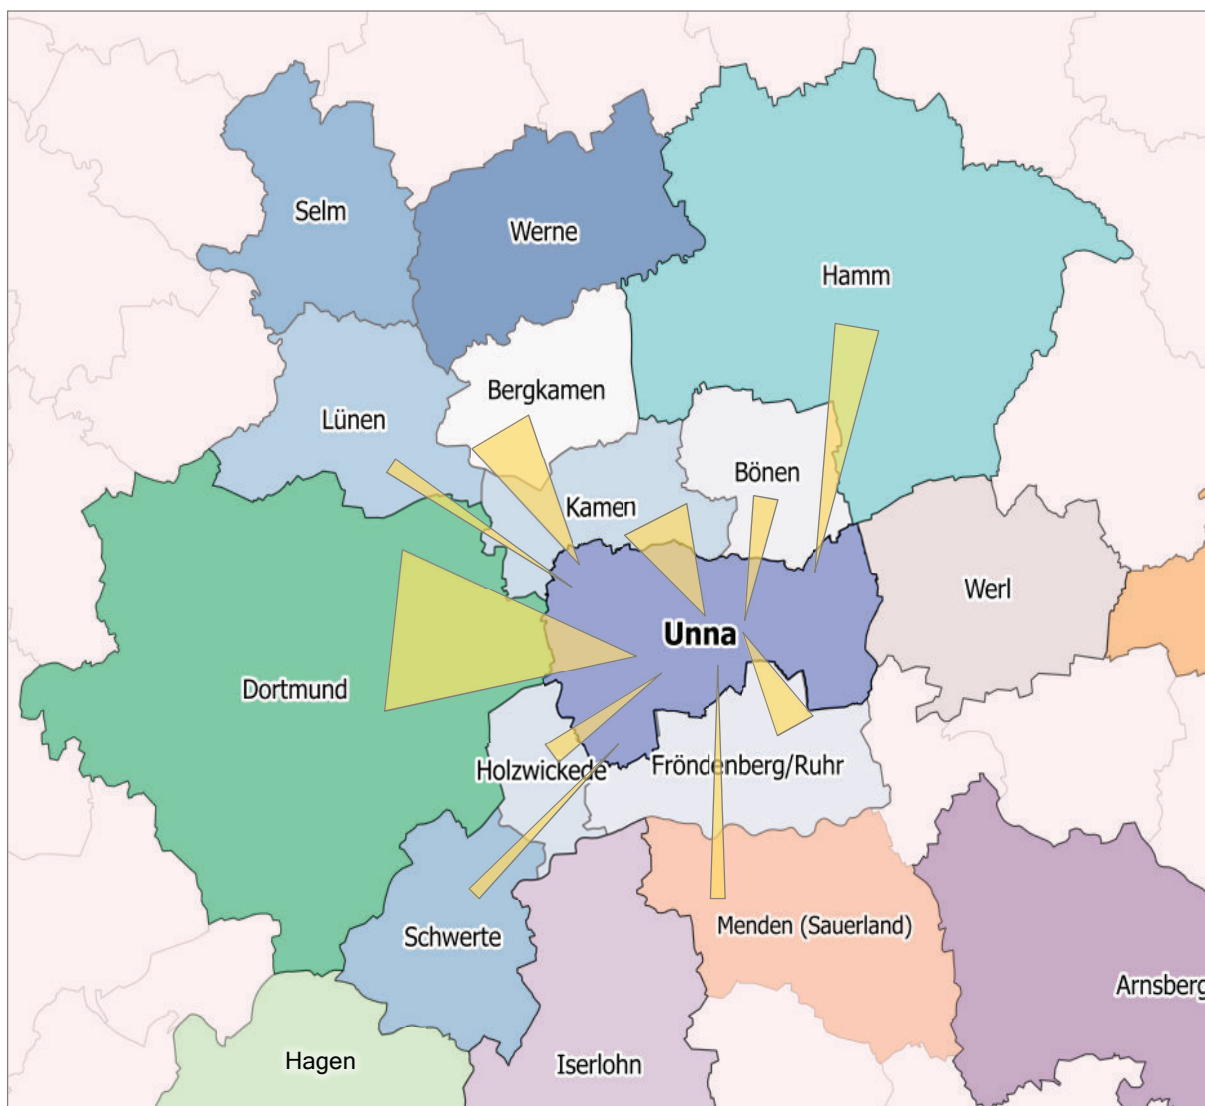 Selm
Werne
Hamm
Bergkamen
Lünen
Bönen
Kamen
Werl
Unna
Dortmund
Holzwickede
Fröndenberg/Ruhr
Menden (Sauerland)
Schwerte
Arnsberg
Hagen
Iserlohn